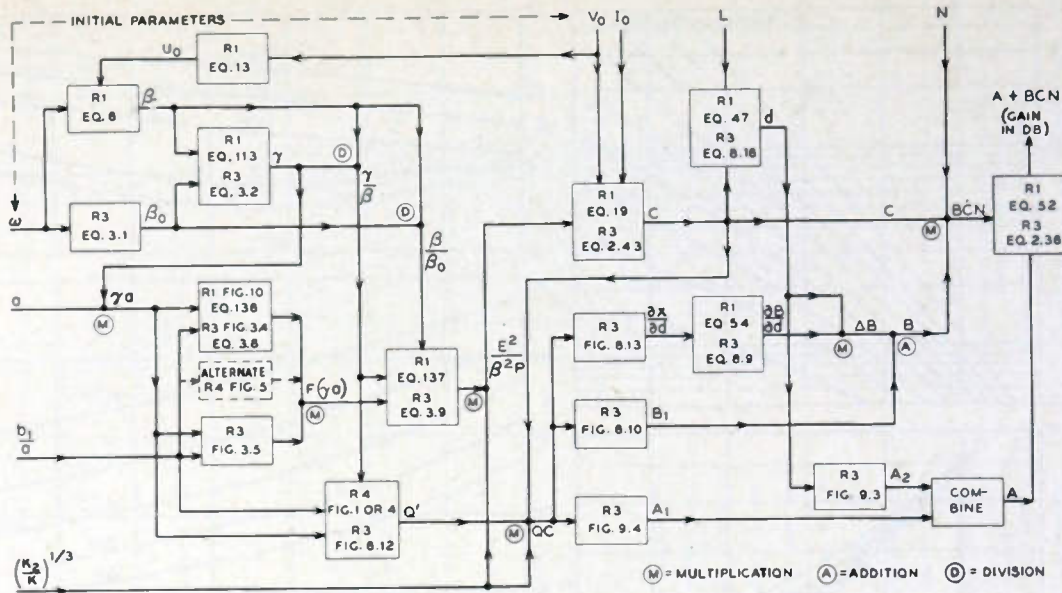 INITIAL PARAMETERS
V₀ I₀ L N
U₀
R1
EQ. 13
R1
EQ. 6
β
R1
EQ. 113
R3
EQ. 3.2
γ
D
γ/β
ω
R3
EQ. 3.1
β₀
D
β/β₀
R1
EQ. 47
R3
EQ. 8.16
d
A + BCN
(GAIN
IN DB)
R1
EQ. 19
R3
EQ. 2.43
C
C
M
BCN
R1
EQ. 52
R3
EQ. 2.36
a
M
γa
R1 FIG. 10
EQ. 136
R3 FIG. 3.4
EQ. 3.8
ALTERNATE
R4 FIG. 5
F(γa)
M
R1
EQ. 137
R3
EQ. 3.9
M
E²/β²P
R3
FIG. 8.13
∂x/∂d
R1
EQ. 54
R3
EQ. 8.9
∂B/∂d
M
ΔB
A
B
b₁/a
R3
FIG. 3.5
R3
FIG. 8.10
B₁
R4
FIG. 1 OR 4
R3
FIG. 8.12
Q'
M
QC
R3
FIG. 9.4
A₁
R3
FIG. 9.3
A₂
COM-
BINE
A
(K₂/K)^1/3
M = MULTIPLICATION A = ADDITION D = DIVISION